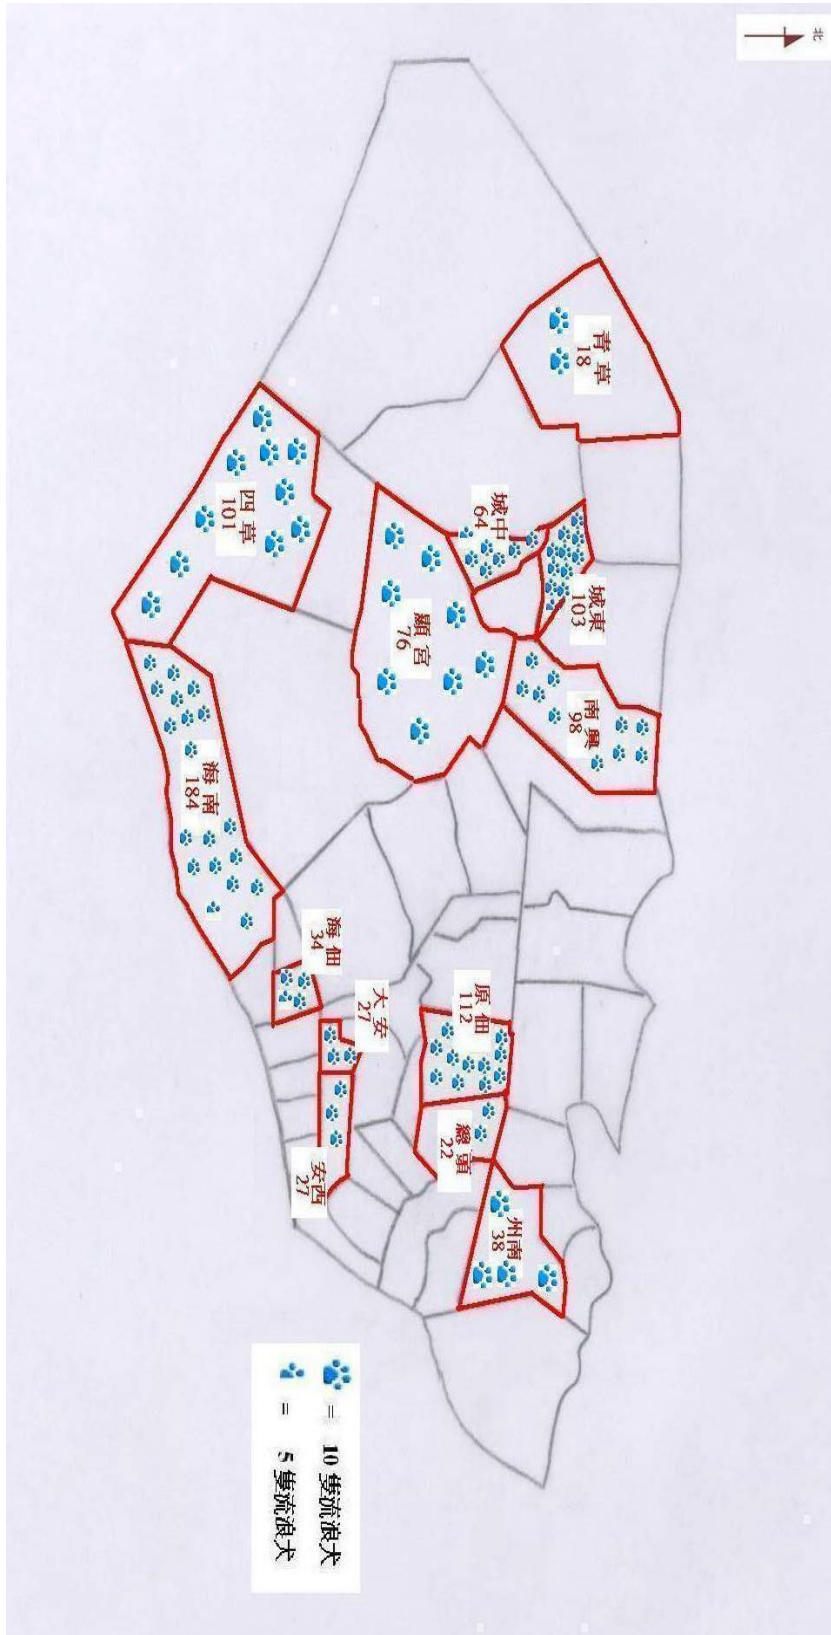 北
青草
18
城中
64
城東
103
四草
101
顯宮
76
南興
98
海南
184
海佃
34
大安
27
原佃
112
安西
27
總頭
22
州南
38
= 10 隻流浪犬
= 5 隻流浪犬